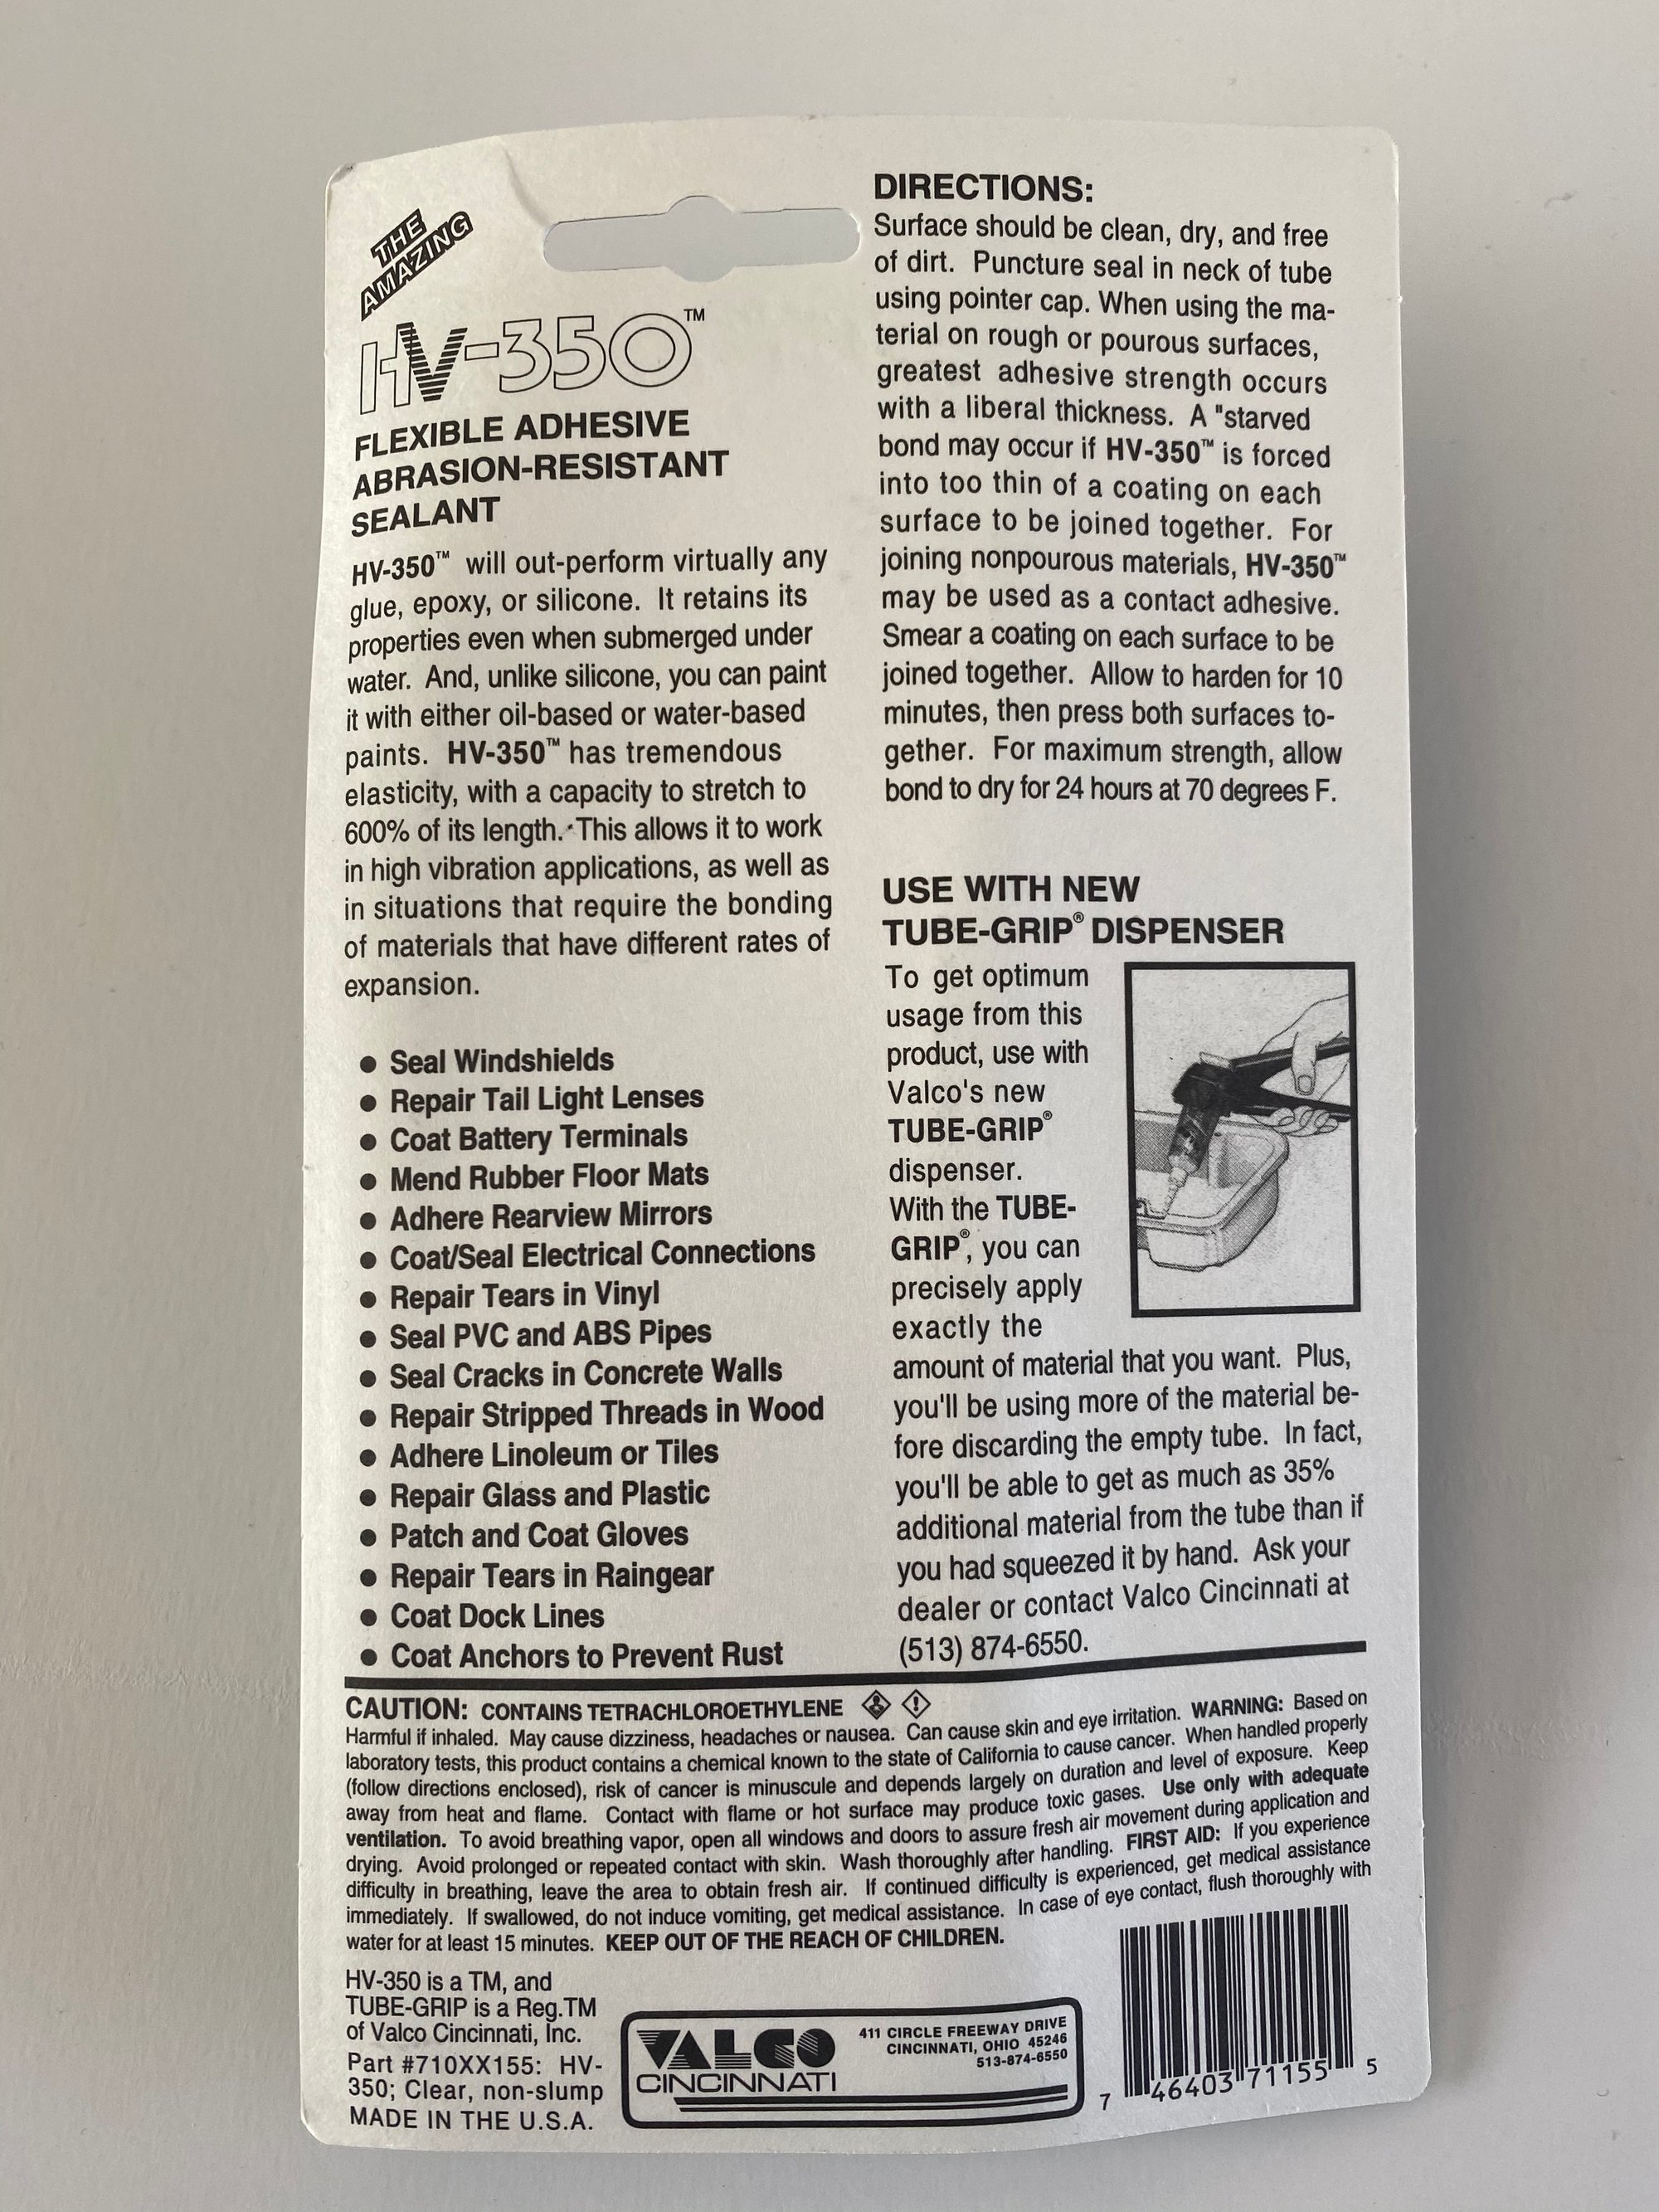 THE
AMAZING
HV-350™
FLEXIBLE ADHESIVE
ABRASION-RESISTANT
SEALANT
HV-350™ will out-perform virtually any
glue, epoxy, or silicone. It retains its
properties even when submerged under
water. And, unlike silicone, you can paint
it with either oil-based or water-based
paints. HV-350™ has tremendous
elasticity, with a capacity to stretch to
600% of its length. This allows it to work
in high vibration applications, as well as
in situations that require the bonding
of materials that have different rates of
expansion.
● Seal Windshields
● Repair Tail Light Lenses
● Coat Battery Terminals
● Mend Rubber Floor Mats
● Adhere Rearview Mirrors
● Coat/Seal Electrical Connections
● Repair Tears in Vinyl
● Seal PVC and ABS Pipes
● Seal Cracks in Concrete Walls
● Repair Stripped Threads in Wood
● Adhere Linoleum or Tiles
● Repair Glass and Plastic
● Patch and Coat Gloves
● Repair Tears in Raingear
● Coat Dock Lines
● Coat Anchors to Prevent Rust
DIRECTIONS:
Surface should be clean, dry, and free
of dirt. Puncture seal in neck of tube
using pointer cap. When using the ma-
terial on rough or pourous surfaces,
greatest adhesive strength occurs
with a liberal thickness. A "starved
bond may occur if HV-350™ is forced
into too thin of a coating on each
surface to be joined together. For
joining nonpourous materials, HV-350™
may be used as a contact adhesive.
Smear a coating on each surface to be
joined together. Allow to harden for 10
minutes, then press both surfaces to-
gether. For maximum strength, allow
bond to dry for 24 hours at 70 degrees F.
USE WITH NEW
TUBE-GRIP® DISPENSER
To get optimum
usage from this
product, use with
Valco's new
TUBE-GRIP®
dispenser.
With the TUBE-
GRIP®, you can
precisely apply
exactly the
amount of material that you want. Plus,
you'll be using more of the material be-
fore discarding the empty tube. In fact,
you'll be able to get as much as 35%
additional material from the tube than if
you had squeezed it by hand. Ask your
dealer or contact Valco Cincinnati at
(513) 874-6550.
CAUTION: CONTAINS TETRACHLOROETHYLENE
Harmful if inhaled. May cause dizziness, headaches or nausea. Can cause skin and eye irritation. WARNING: Based on
laboratory tests, this product contains a chemical known to the state of California to cause cancer. When handled properly
(follow directions enclosed), risk of cancer is minuscule and depends largely on duration and level of exposure. Keep
away from heat and flame. Contact with flame or hot surface may produce toxic gases. Use only with adequate
ventilation. To avoid breathing vapor, open all windows and doors to assure fresh air movement during application and
drying. Avoid prolonged or repeated contact with skin. Wash thoroughly after handling. FIRST AID: If you experience
difficulty in breathing, leave the area to obtain fresh air. If continued difficulty is experienced, get medical assistance
immediately. If swallowed, do not induce vomiting, get medical assistance. In case of eye contact, flush thoroughly with
water for at least 15 minutes. KEEP OUT OF THE REACH OF CHILDREN.
HV-350 is a TM, and
TUBE-GRIP is a Reg.TM
of Valco Cincinnati, Inc.
Part #710XX155: HV-
350; Clear, non-slump
MADE IN THE U.S.A.
VALCO
CINCINNATI
411 CIRCLE FREEWAY DRIVE
CINCINNATI, OHIO 45246
513-874-6550
7 46403 71155 5